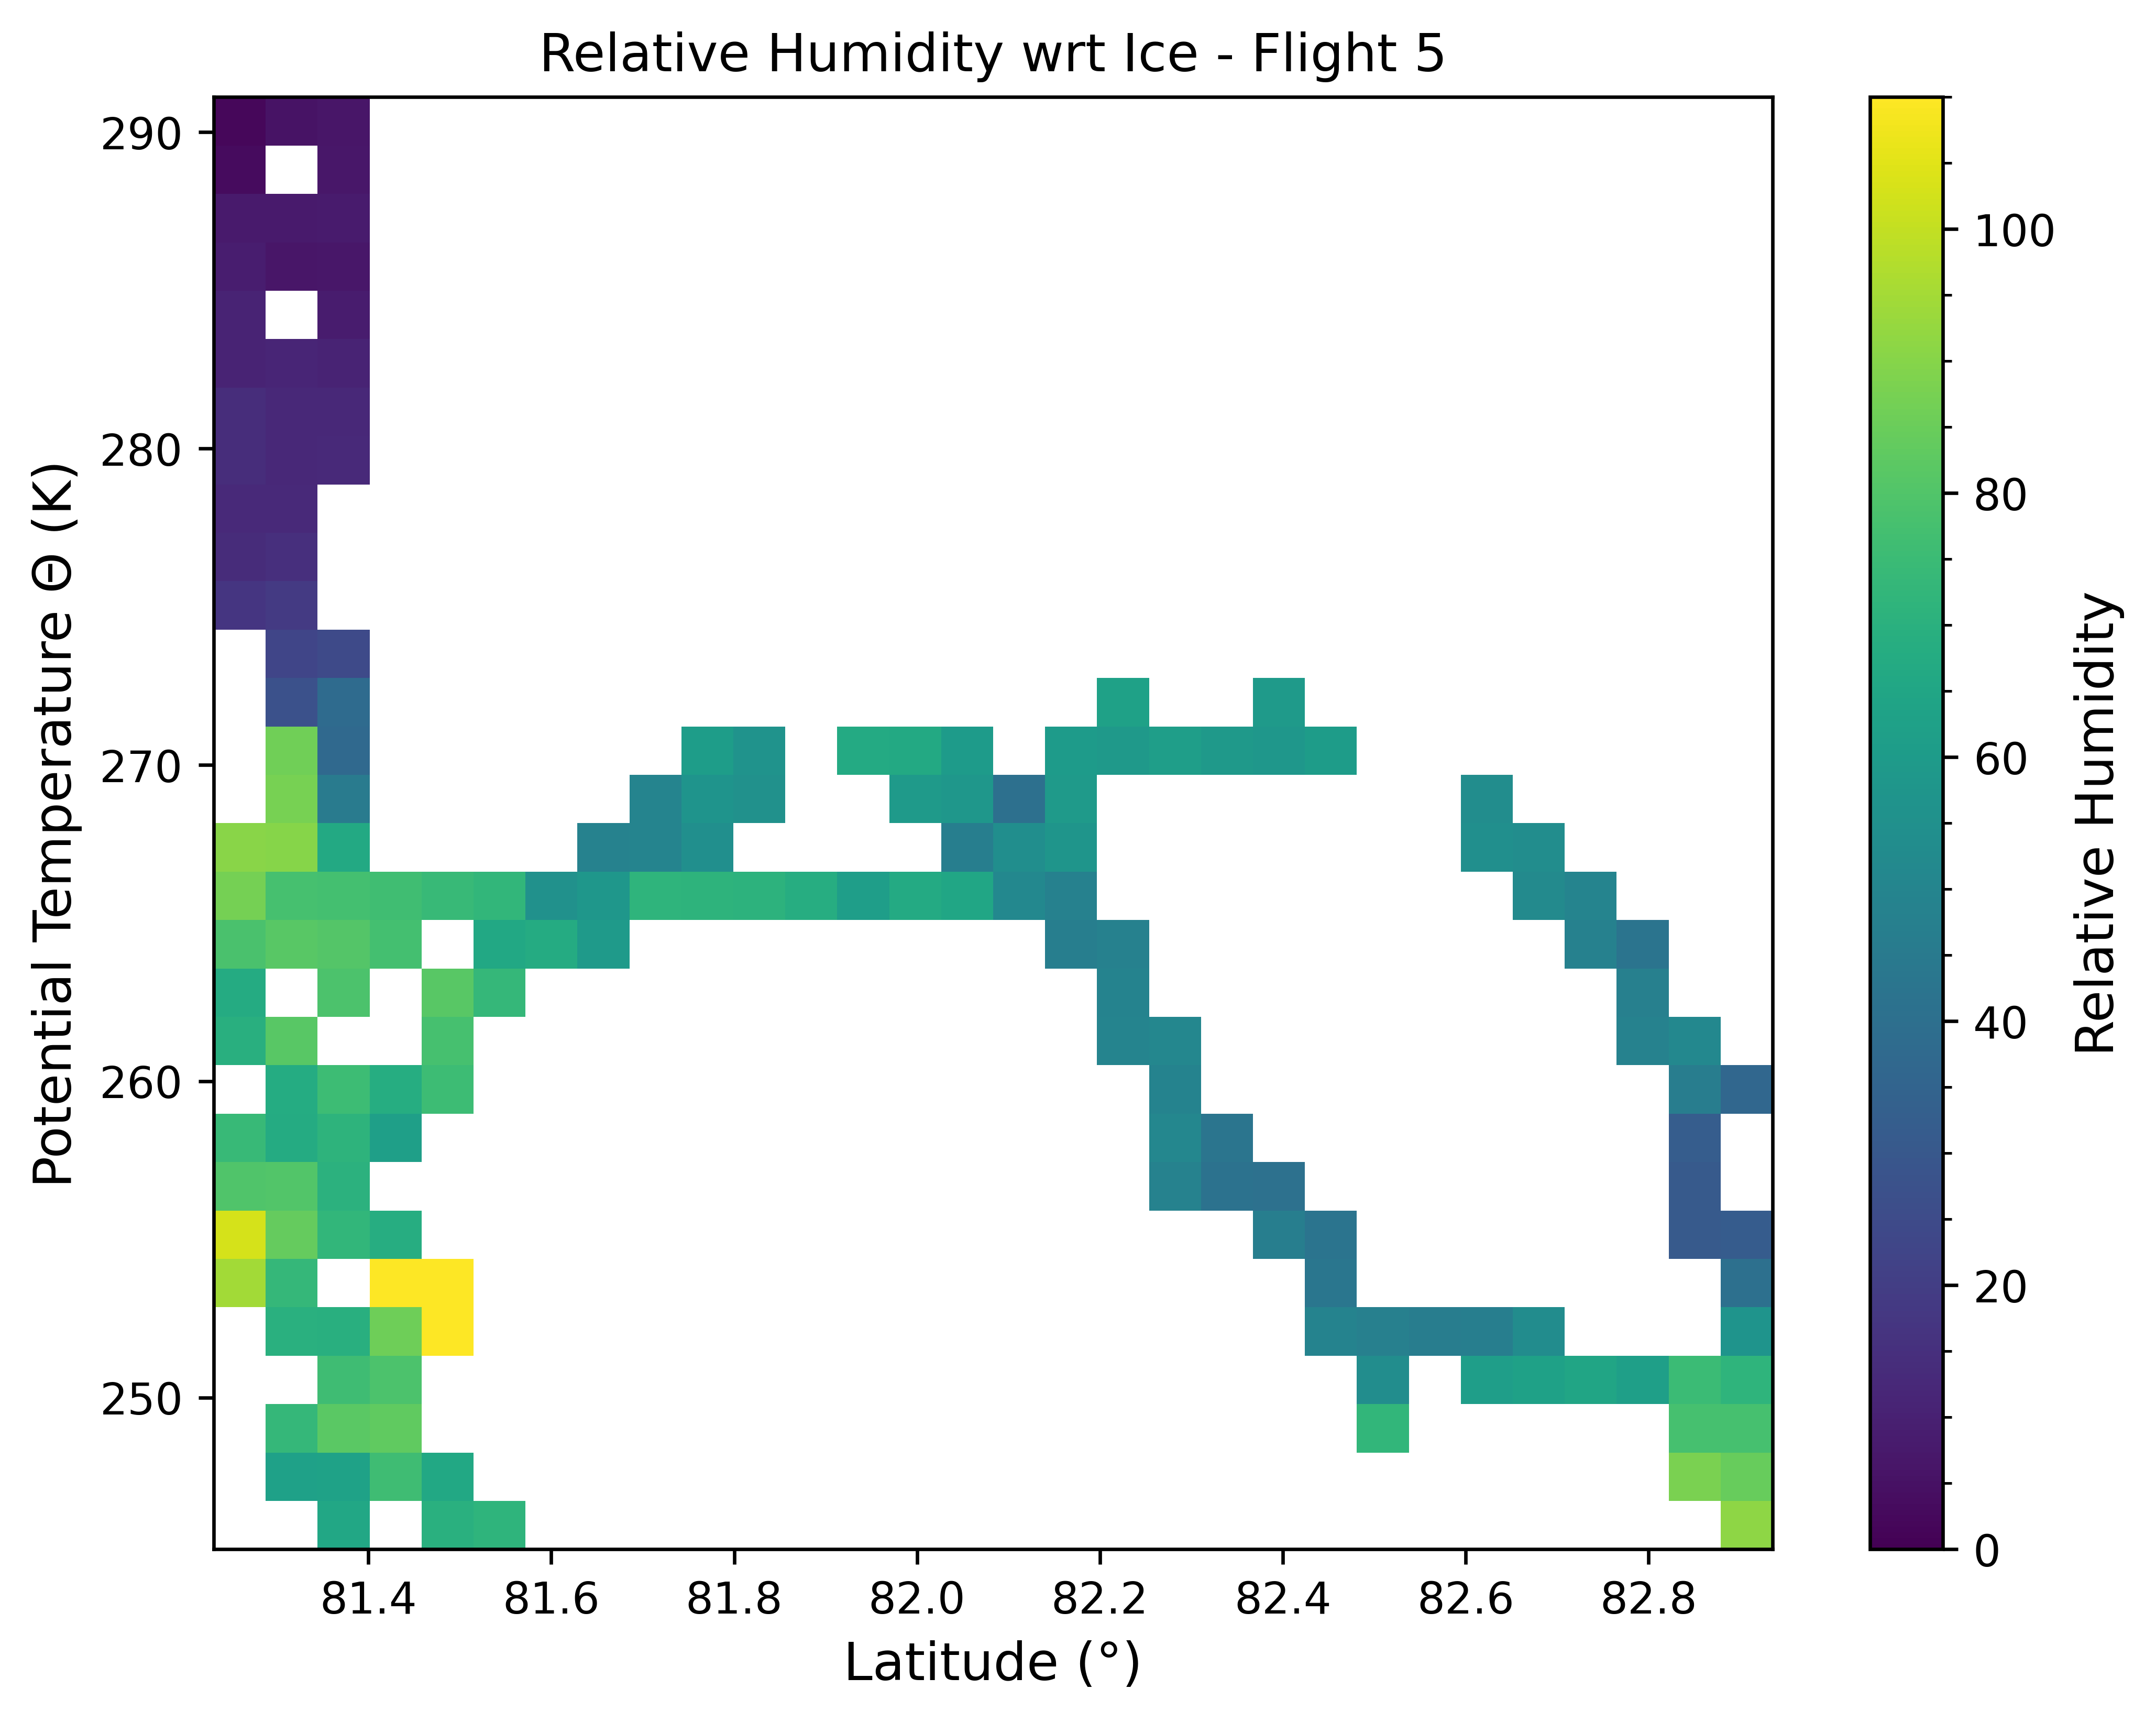 Relative Humidity wrt Ice - Flight 5
290
280
270
260
250
Potential Temperature Θ (K)
81.4 81.6 81.8 82.0 82.2 82.4 82.6 82.8
Latitude (°)
100
80
60
40
20
0
Relative Humidity